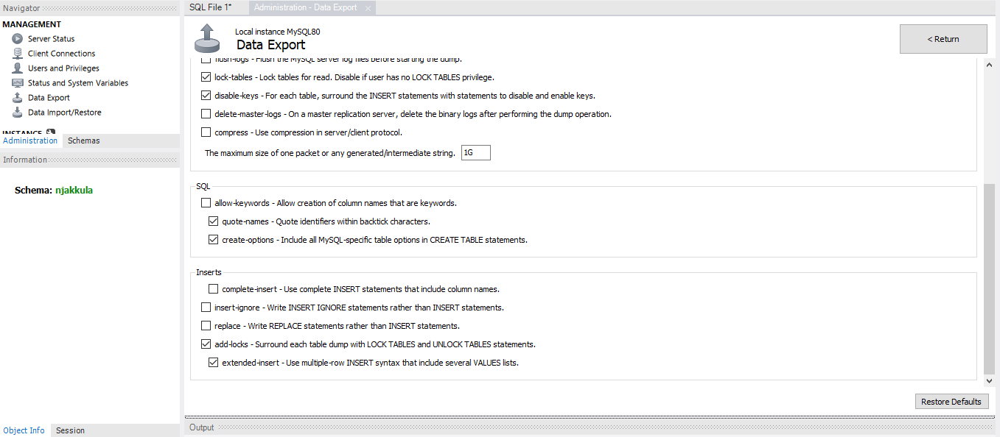 Navigator
MANAGEMENT
Server Status
Client Connections
Users and Privileges
Status and System Variables
Data Export
Data Import/Restore
INSTANCE
Administration Schemas
Information
Schema: njakkula
Object Info Session
SQL File 1* Administration - Data Export ×
Local instance MySQL80
Data Export
< Return
flush-logs - Flush the MySQL server log files before starting the dump.
lock-tables - Lock tables for read. Disable if user has no LOCK TABLES privilege.
disable-keys - For each table, surround the INSERT statements with statements to disable and enable keys.
delete-master-logs - On a master replication server, delete the binary logs after performing the dump operation.
compress - Use compression in server/client protocol.
The maximum size of one packet or any generated/intermediate string. 1G
SQL
allow-keywords - Allow creation of column names that are keywords.
quote-names - Quote identifiers within backtick characters.
create-options - Include all MySQL-specific table options in CREATE TABLE statements.
Inserts
complete-insert - Use complete INSERT statements that include column names.
insert-ignore - Write INSERT IGNORE statements rather than INSERT statements.
replace - Write REPLACE statements rather than INSERT statements.
add-locks - Surround each table dump with LOCK TABLES and UNLOCK TABLES statements.
extended-insert - Use multiple-row INSERT syntax that include several VALUES lists.
Restore Defaults
Output